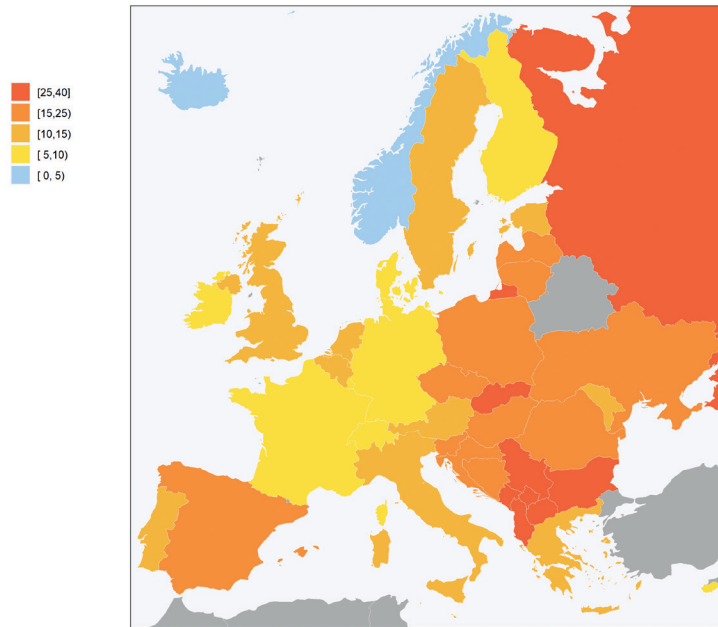 [25,40]
[15,25)
[10,15)
[ 5,10)
[ 0, 5)